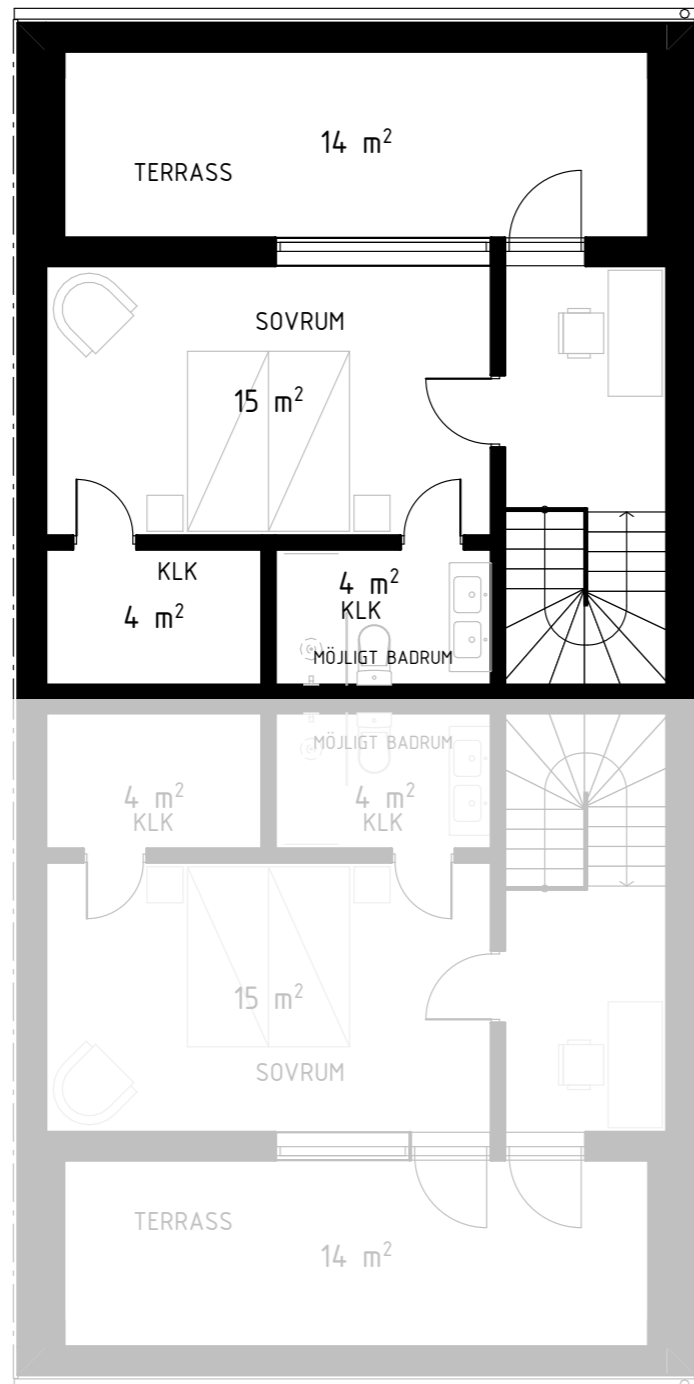 14 m²
TERRASS
SOVRUM
15 m²
KLK
4 m²
4 m²
KLK
MÖJLIGT BADRUM
MÖJLIGT BADRUM
4 m²
KLK
4 m²
KLK
15 m²
SOVRUM
TERRASS
14 m²